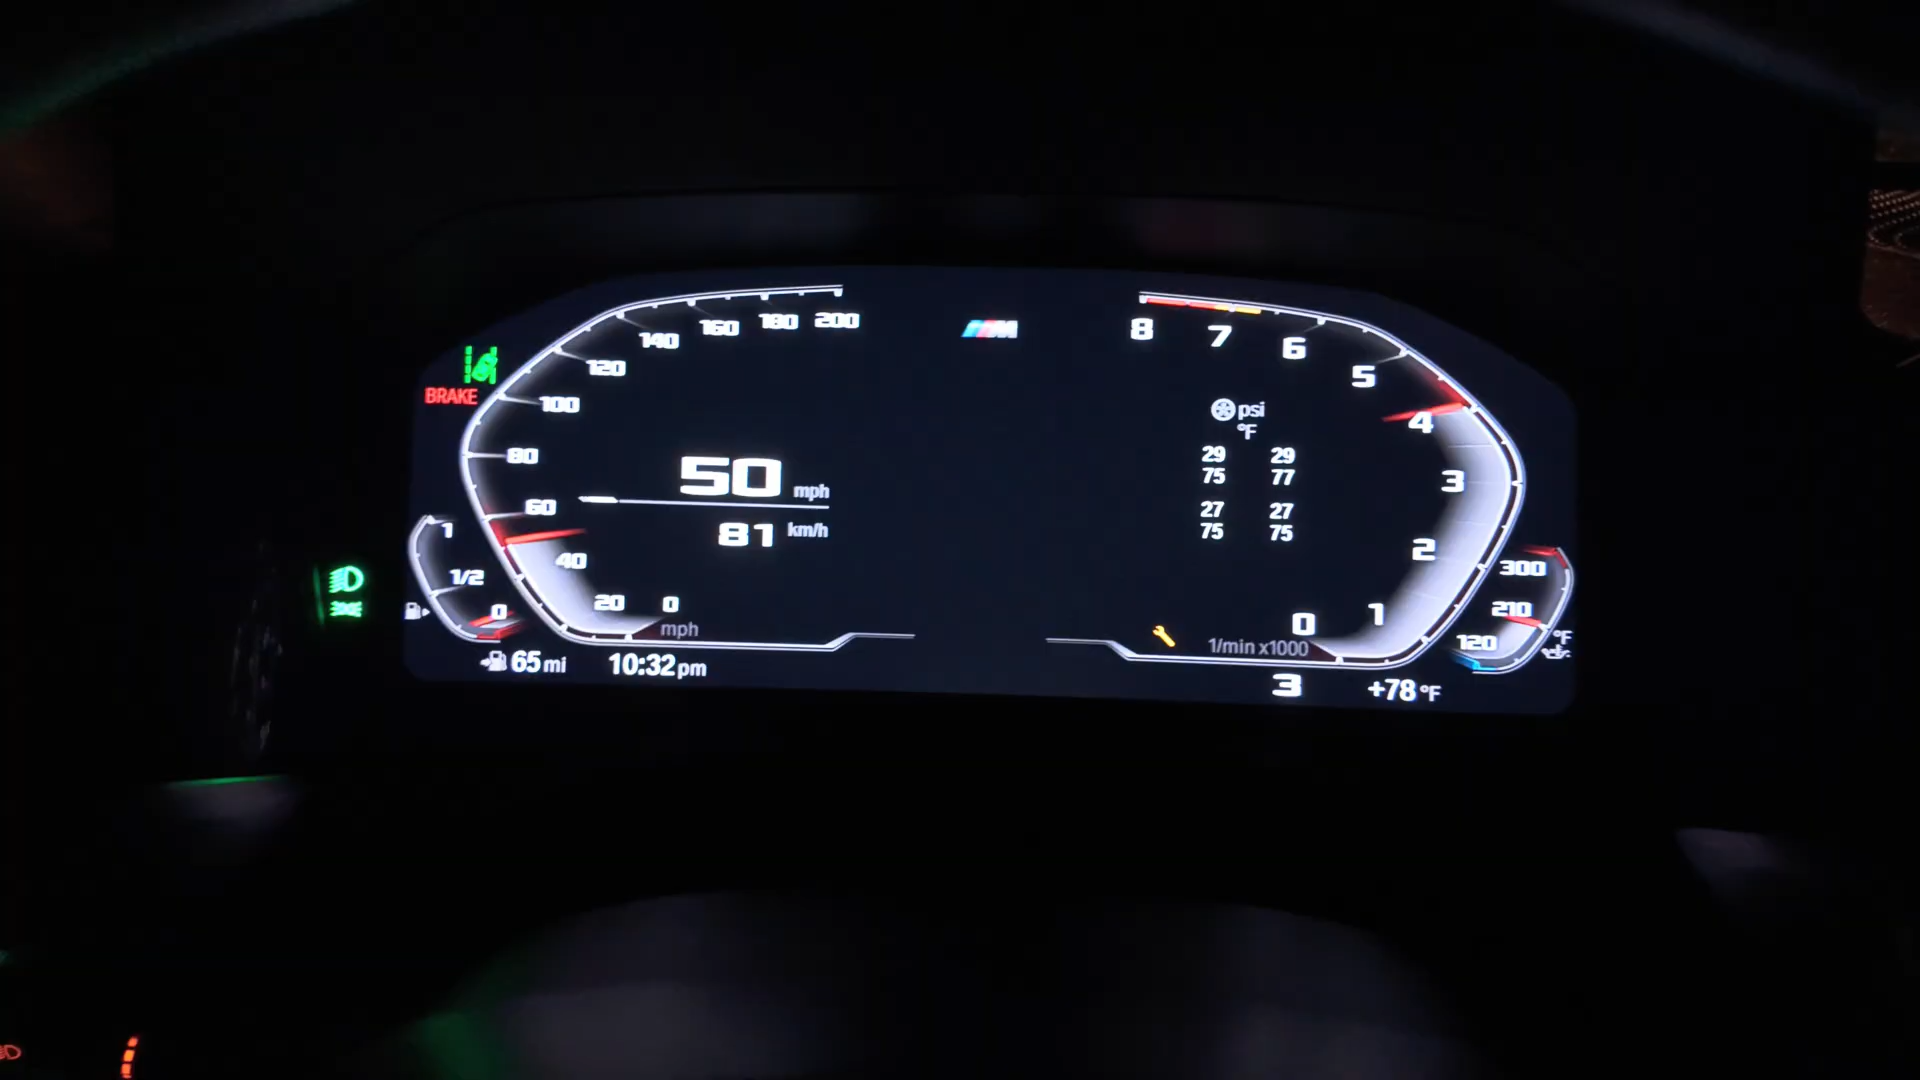 200
180
160
140
120
100
80
60
40
20
0
mph
BRAKE
50 mph
81 km/h
1
1/2
0
65 mi
10:32 pm
M
8
7
6
5
4
3
2
1
0
1/min x1000
psi
°F
29 29
75 77
27 27
75 75
300
210
120
°F
3
+78 °F